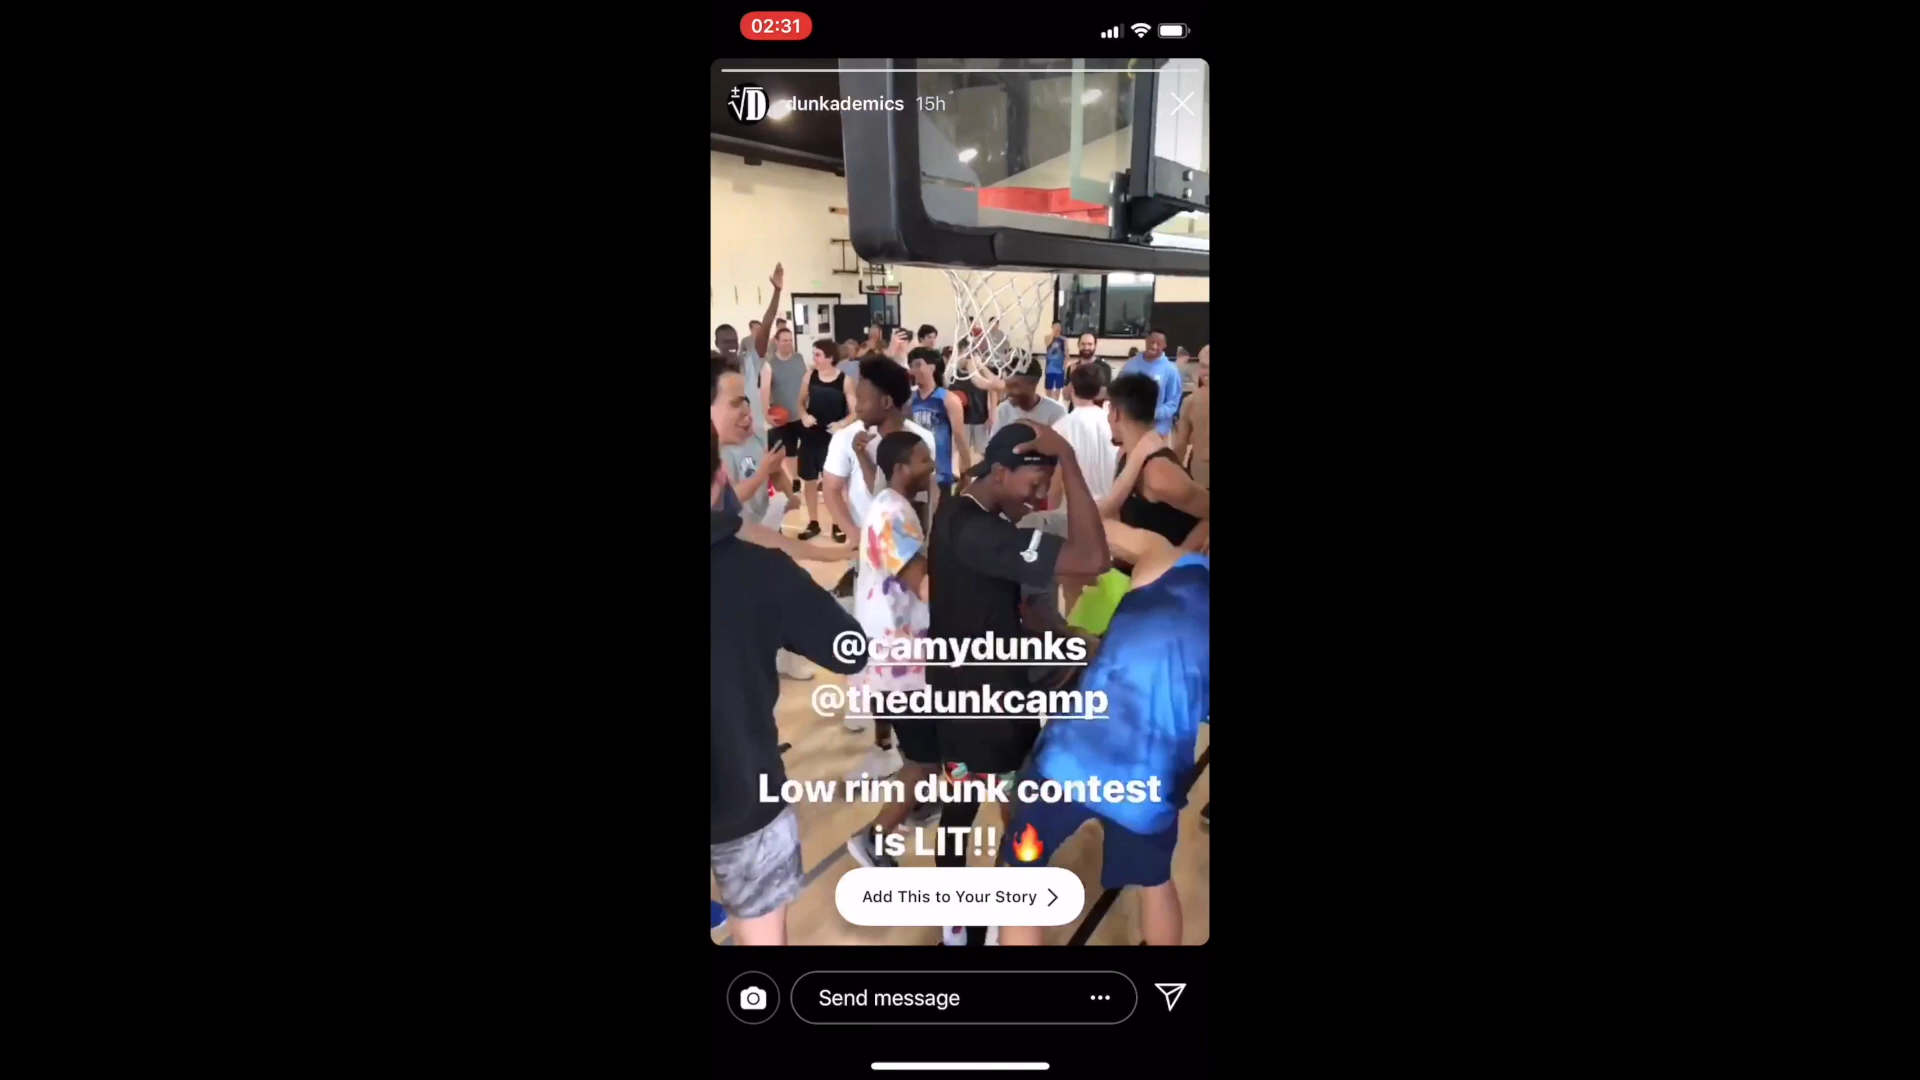 02:31
dunkademics 15h
@camydunks
@thedunkcamp
Low rim dunk contest
is LIT!! 🔥
Add This to Your Story
Send message